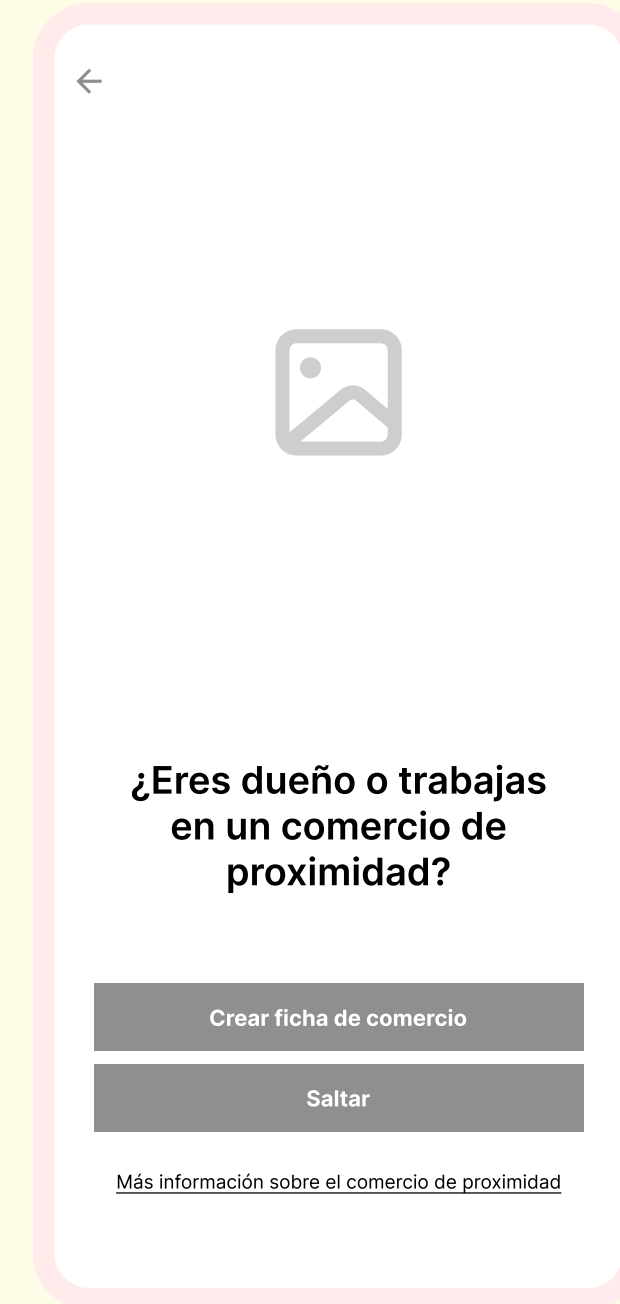 ¿Eres dueño o trabajas
en un comercio de
proximidad?
Crear ficha de comercio
Saltar
Más información sobre el comercio de proximidad